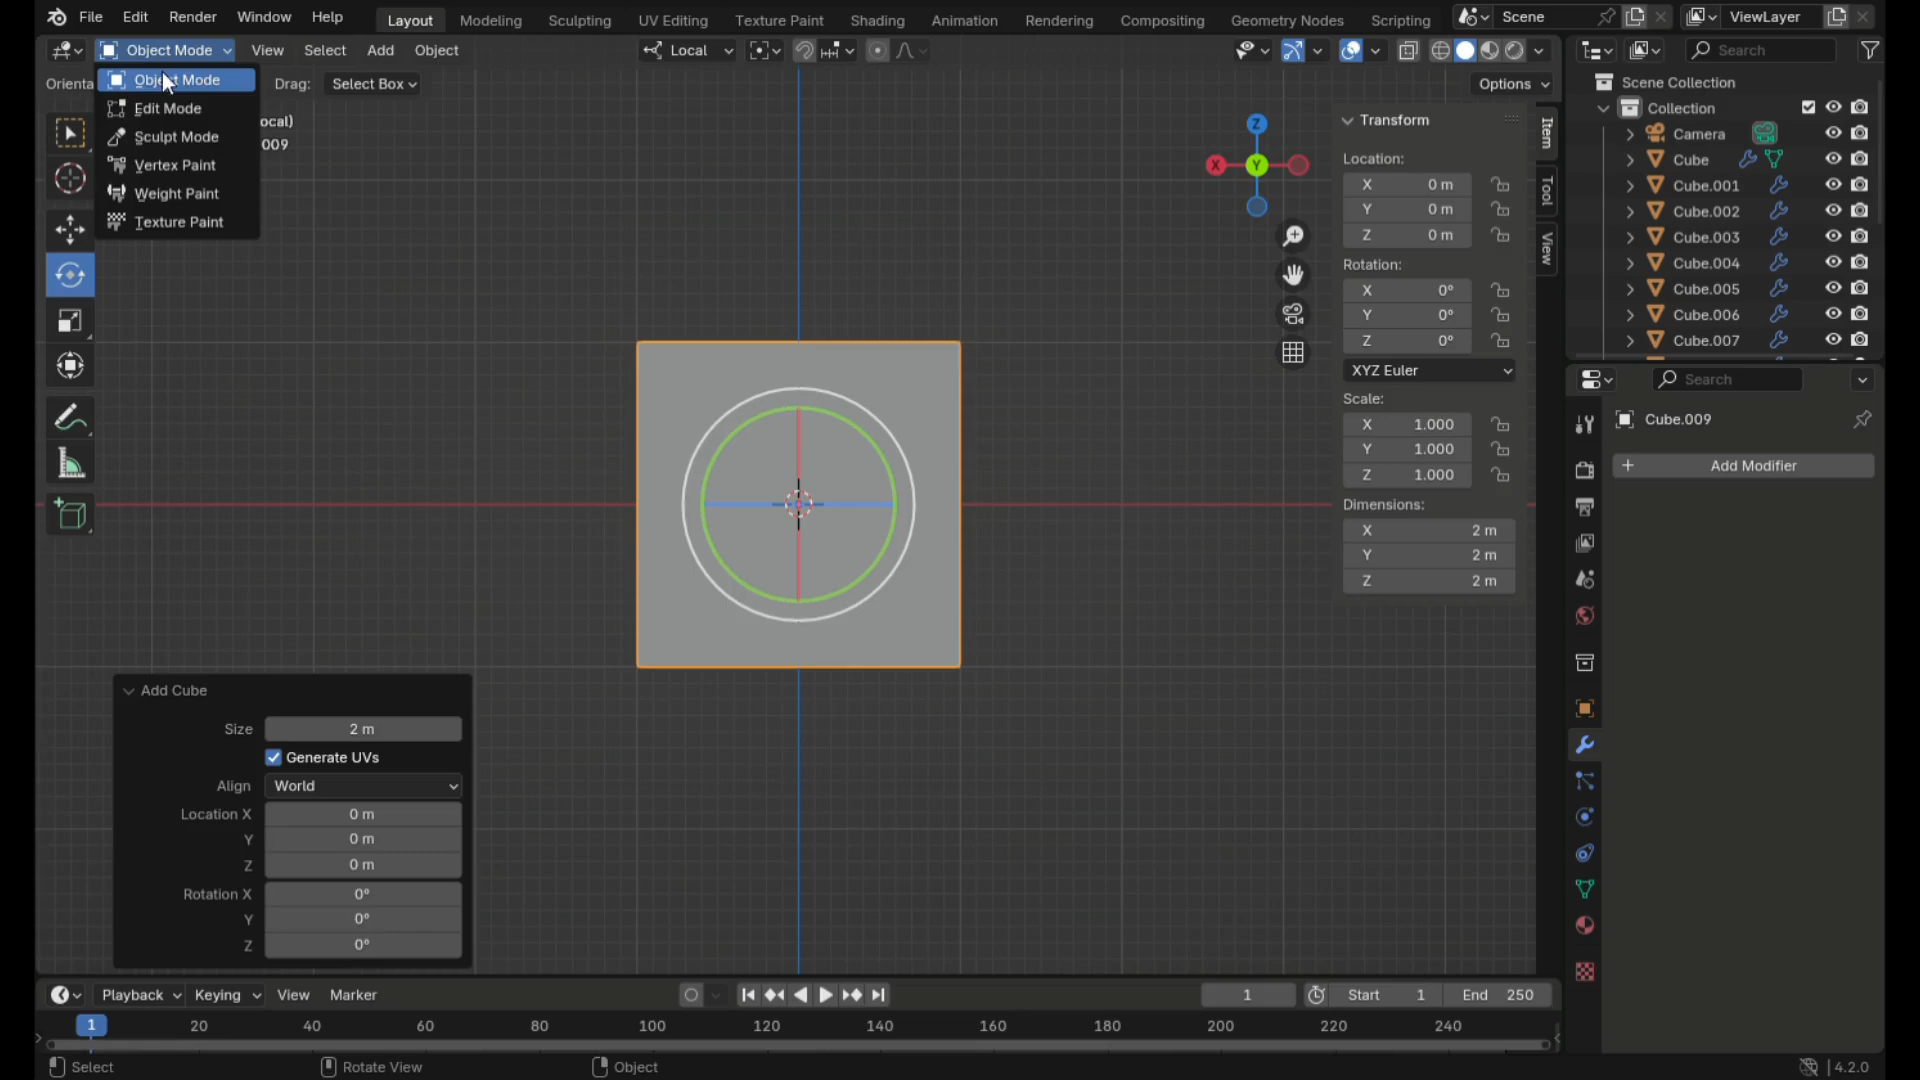 File Edit Render Window Help Layout Modeling Sculpting UV Editing Texture Paint Shading Animation Rendering Compositing Geometry Nodes Scripting Scene ViewLayer
Object Mode View Select Add Object Local Search
Orienta Drag: Select Box Options
Object Mode
Edit Mode
Sculpt Mode
Vertex Paint
Weight Paint
Texture Paint
ocal)
009
Z
X
Y
Transform
Location:
X 0 m
Y 0 m
Z 0 m
Rotation:
X 0°
Y 0°
Z 0°
XYZ Euler
Scale:
X 1.000
Y 1.000
Z 1.000
Dimensions:
X 2 m
Y 2 m
Z 2 m
Item
Tool
View
Scene Collection
Collection
Camera
Cube
Cube.001
Cube.002
Cube.003
Cube.004
Cube.005
Cube.006
Cube.007
Search
Cube.009
+ Add Modifier
Add Cube
Size 2 m
Generate UVs
Align World
Location X 0 m
Y 0 m
Z 0 m
Rotation X 0°
Y 0°
Z 0°
Playback Keying View Marker 1 Start 1 End 250
1 20 40 60 80 100 120 140 160 180 200 220 240
Select Rotate View Object 4.2.0